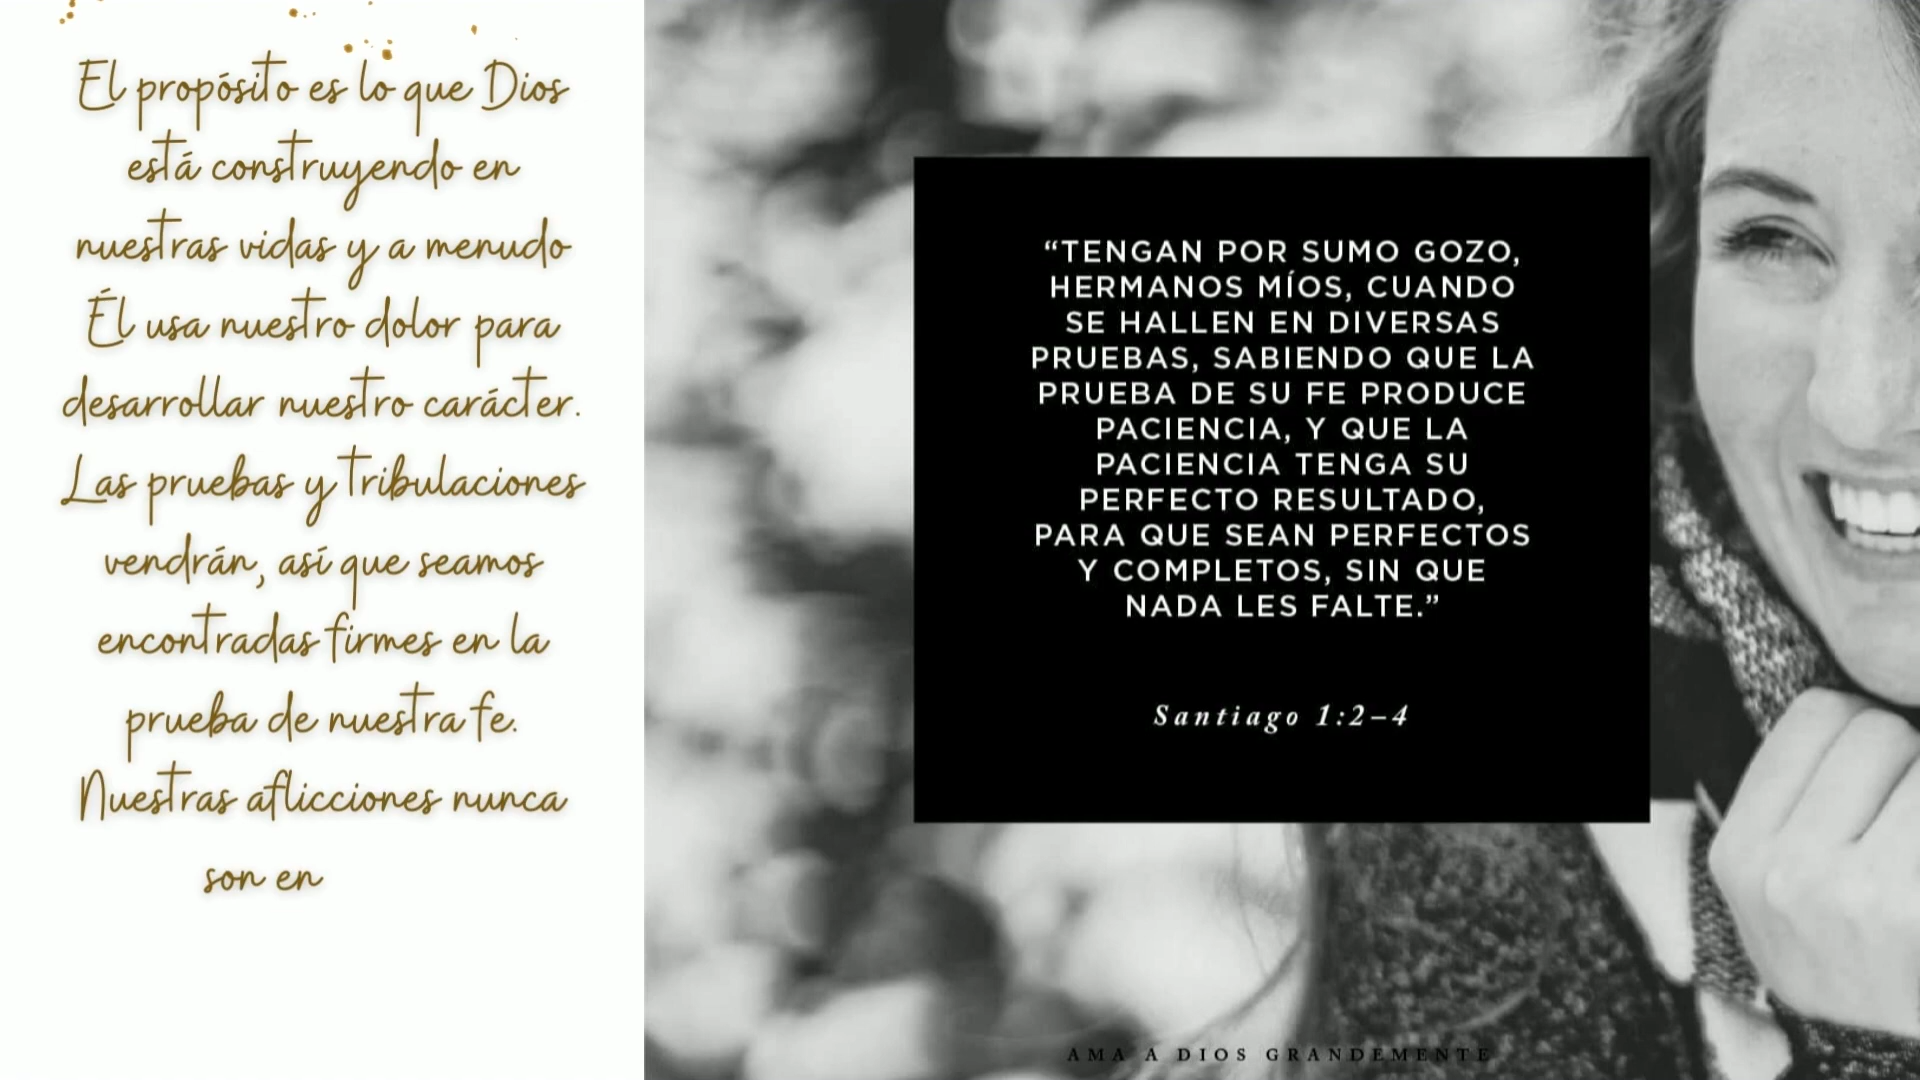 El propósito es lo que Dios
está construyendo en
nuestras vidas y a menudo
Él usa nuestro dolor para
desarrollar nuestro carácter.
Las pruebas y tribulaciones
vendrán, así que seamos
encontradas firmes en la
prueba de nuestra fe.
Nuestras aflicciones nunca
son en
“TENGAN POR SUMO GOZO,
HERMANOS MÍOS, CUANDO
SE HALLEN EN DIVERSAS
PRUEBAS, SABIENDO QUE LA
PRUEBA DE SU FE PRODUCE
PACIENCIA, Y QUE LA
PACIENCIA TENGA SU
PERFECTO RESULTADO,
PARA QUE SEAN PERFECTOS
Y COMPLETOS, SIN QUE
NADA LES FALTE.”
Santiago 1:2–4
AMA A DIOS GRANDEMENTE